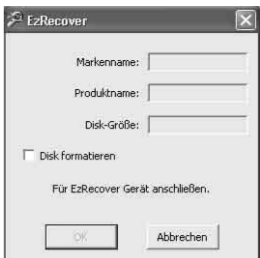 EzRecover
Markenname:
Produktname:
Disk-Größe:
Disk formatieren
Für EzRecover Gerät anschließen.
OK
Abbrechen